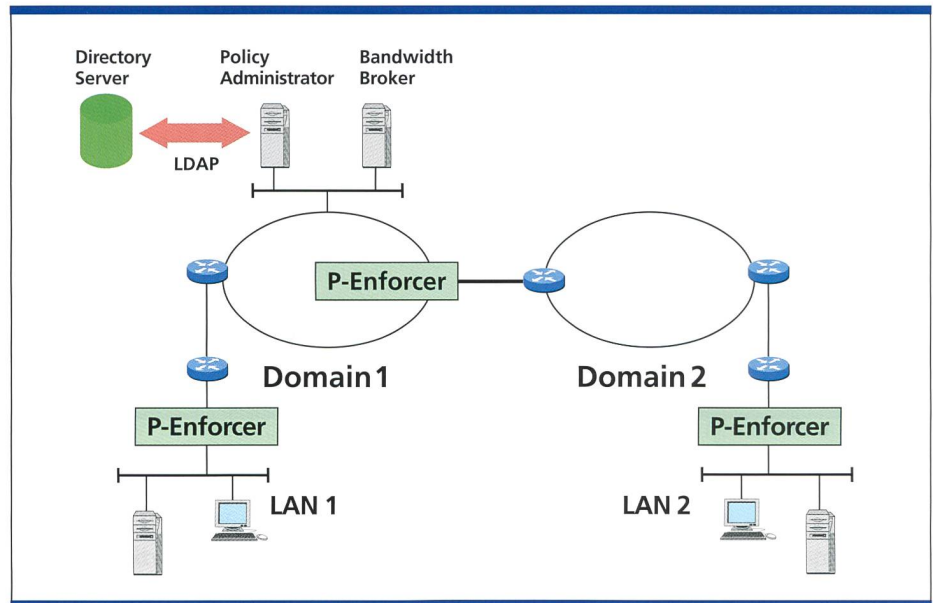 Directory
Server
Policy
Administrator
Bandwidth
Broker
LDAP
P-Enforcer
Domain 1
Domain 2
P-Enforcer
P-Enforcer
LAN 1
LAN 2